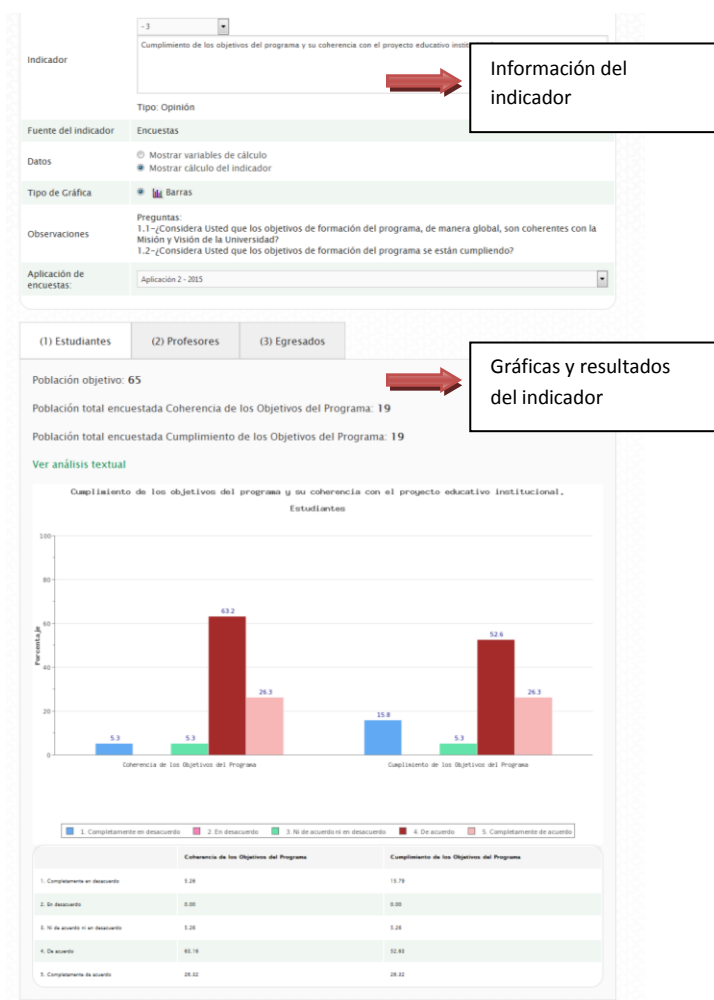 - 3
Indicador
Cumplimiento de los objetivos del programa y su coherencia con el proyecto educativo
Tipo: Opinión
Información del
indicador
Fuente del indicador
Encuestas
Datos
Mostrar variables de cálculo
Mostrar cálculo del indicador
Tipo de Gráfica
Barras
Observaciones
Preguntas:
1.1-¿Considera Usted que los objetivos de formación del programa, de manera global, son coherentes con la
Misión y Visión de la Universidad?
1.2-¿Considera Usted que los objetivos de formación del programa se están cumpliendo?
Aplicación de
encuestas:
Aplicación 2 - 2015
(1) Estudiantes
(2) Profesores
(3) Egresados
Gráficas y resultados
del indicador
Población objetivo: 65
Población total encuestada Coherencia de los Objetivos del Programa: 19
Población total encuestada Cumplimiento de los Objetivos del Programa: 19
Ver análisis textual
Cumplimiento de los objetivos del programa y su coherencia con el proyecto educativo institucional.
Estudiantes
Porcentaje
100
80
60
40
20
0
5.3
5.3
63.2
26.3
15.8
5.3
52.6
26.3
Coherencia de los Objetivos del Programa
Cumplimiento de los Objetivos del Programa
1. Completamente en desacuerdo
2. En desacuerdo
3. Ni de acuerdo ni en desacuerdo
4. De acuerdo
5. Completamente de acuerdo
Coherencia de los Objetivos del Programa
Cumplimiento de los Objetivos del Programa
1. Completamente en desacuerdo
5.26
15.79
2. En desacuerdo
0.00
0.00
3. Ni de acuerdo ni en desacuerdo
5.26
5.26
4. De acuerdo
63.16
52.63
5. Completamente de acuerdo
26.32
26.32